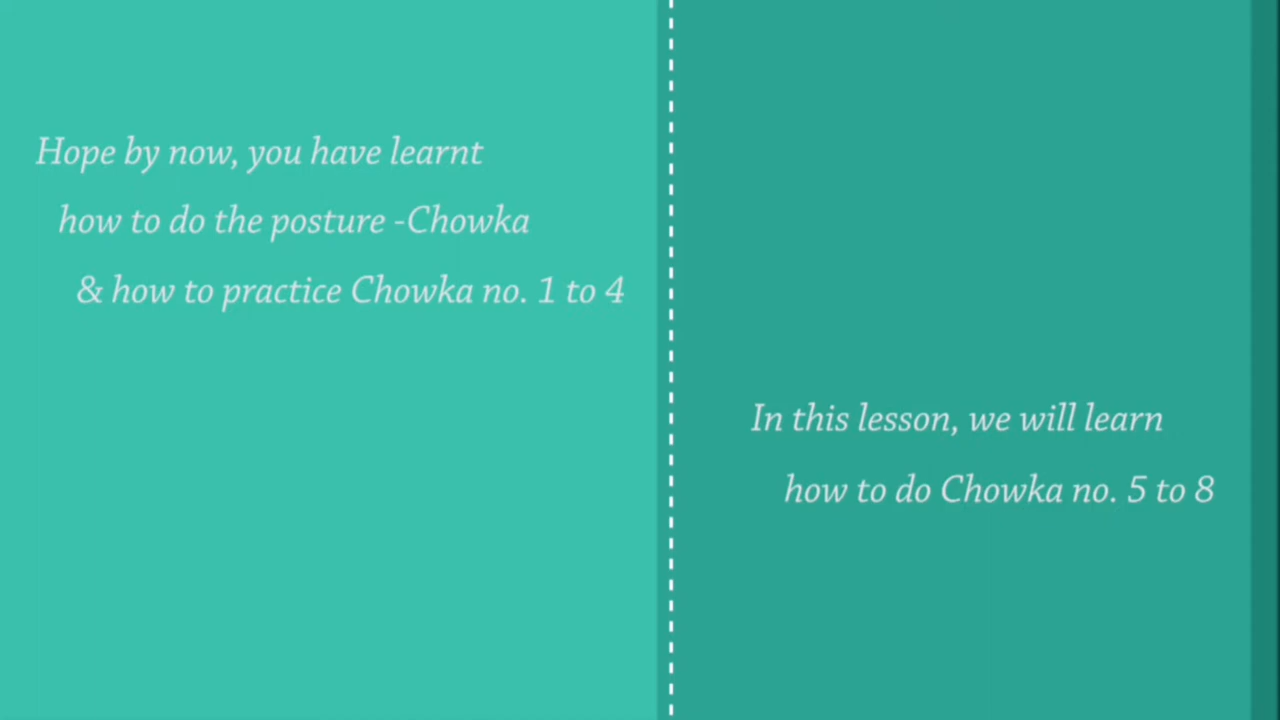 Hope by now, you have learnt
how to do the posture -Chowka
& how to practice Chowka no. 1 to 4
In this lesson, we will learn
how to do Chowka no. 5 to 8